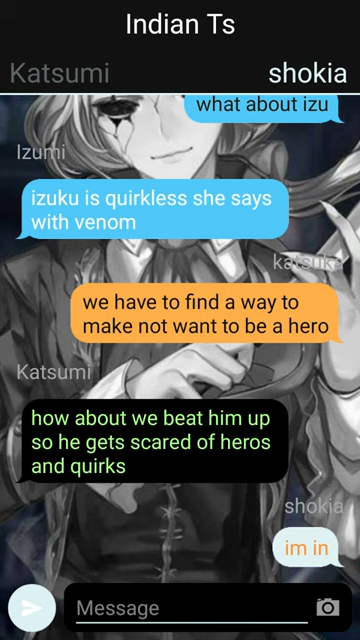 Indian Ts
Katsumi
shokia
what about izu
Izumi
izuku is quirkless she says
with venom
katsuka
we have to find a way to
make not want to be a hero
Katsumi
how about we beat him up
so he gets scared of heros
and quirks
shokia
im in
Message